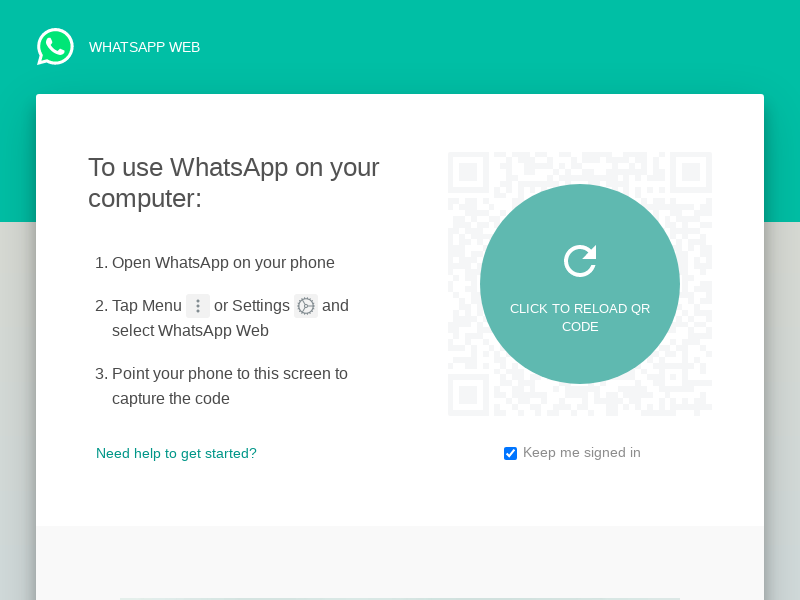 WHATSAPP WEB
To use WhatsApp on your
computer:
1. Open WhatsApp on your phone
2. Tap Menu or Settings and
select WhatsApp Web
3. Point your phone to this screen to
capture the code
Need help to get started?
CLICK TO RELOAD QR
CODE
Keep me signed in